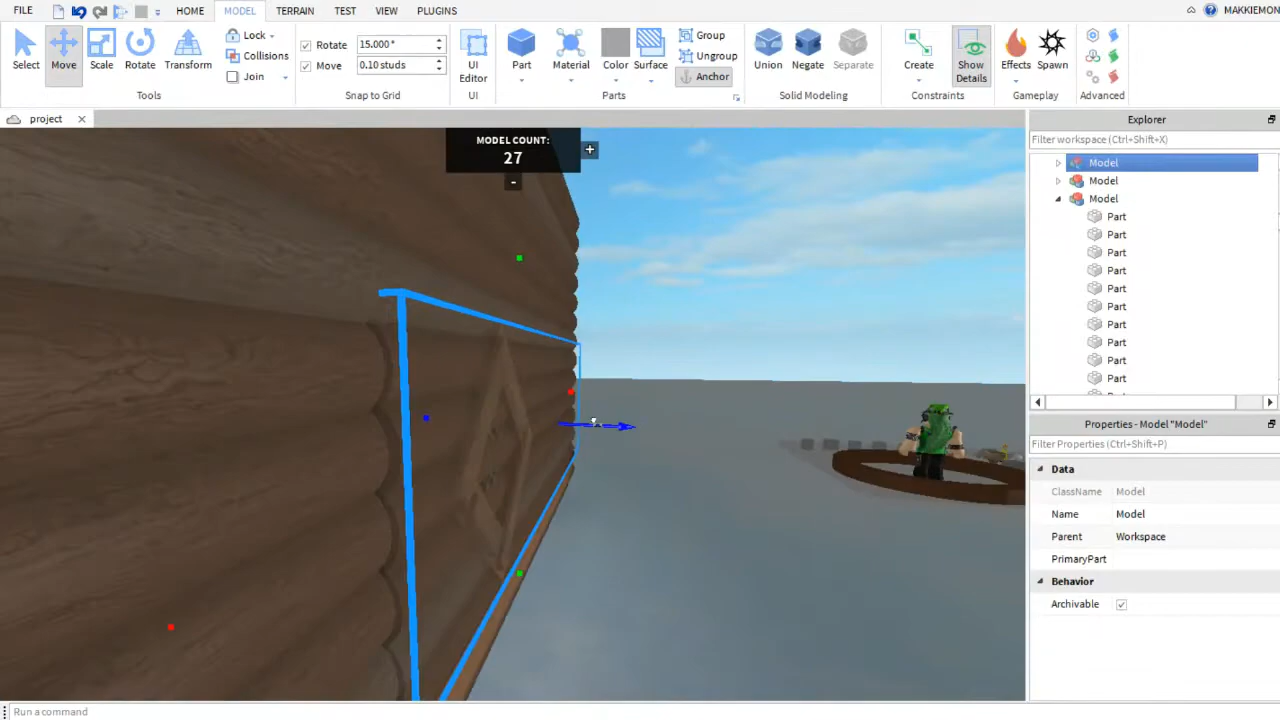 FILE HOME MODEL TERRAIN TEST VIEW PLUGINS MAKKIEMON
Select Move Scale Rotate Transform
Lock
Collisions
Join
Tools
Rotate 15.000°
Move 0.10 studs
Snap to Grid
UI
Editor
UI
Part Material Color Surface
Group
Ungroup
Anchor
Parts
Union Negate Separate
Solid Modeling
Create Show
Details
Constraints
Effects Spawn
Gameplay
Advanced
project
MODEL COUNT:
27
+
-
Explorer
Filter workspace (Ctrl+Shift+X)
Model
Model
Model
Part
Part
Part
Part
Part
Part
Part
Part
Part
Part
Properties - Model "Model"
Filter Properties (Ctrl+Shift+P)
Data
ClassName Model
Name Model
Parent Workspace
PrimaryPart
Behavior
Archivable
Run a command